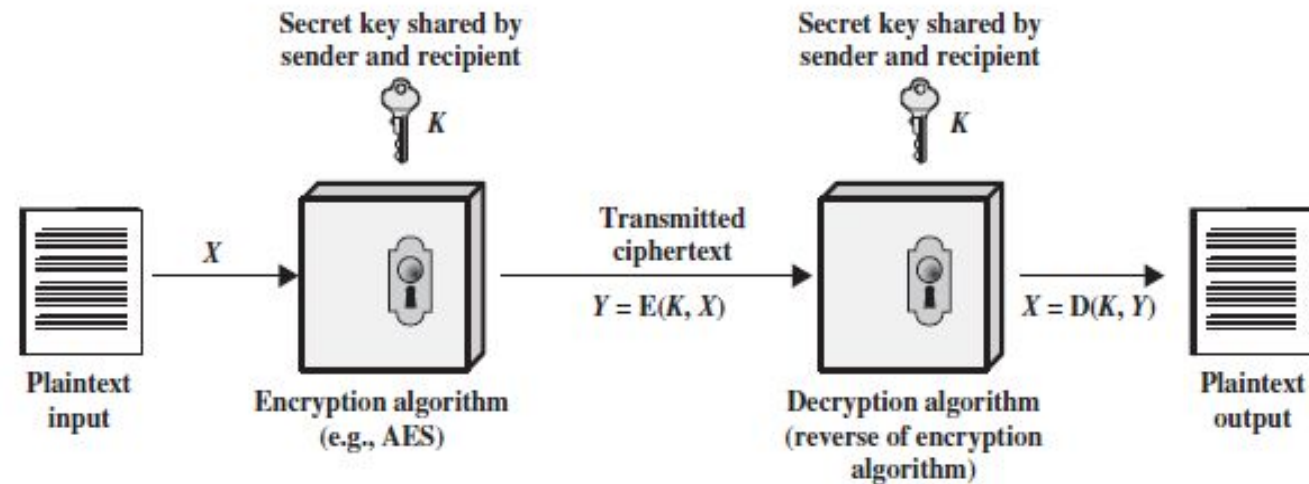 Secret key shared by
sender and recipient
K
Secret key shared by
sender and recipient
K
X
Transmitted
ciphertext
Y = E(K, X)
X = D(K, Y)
Plaintext
input
Encryption algorithm
(e.g., AES)
Decryption algorithm
(reverse of encryption
algorithm)
Plaintext
output